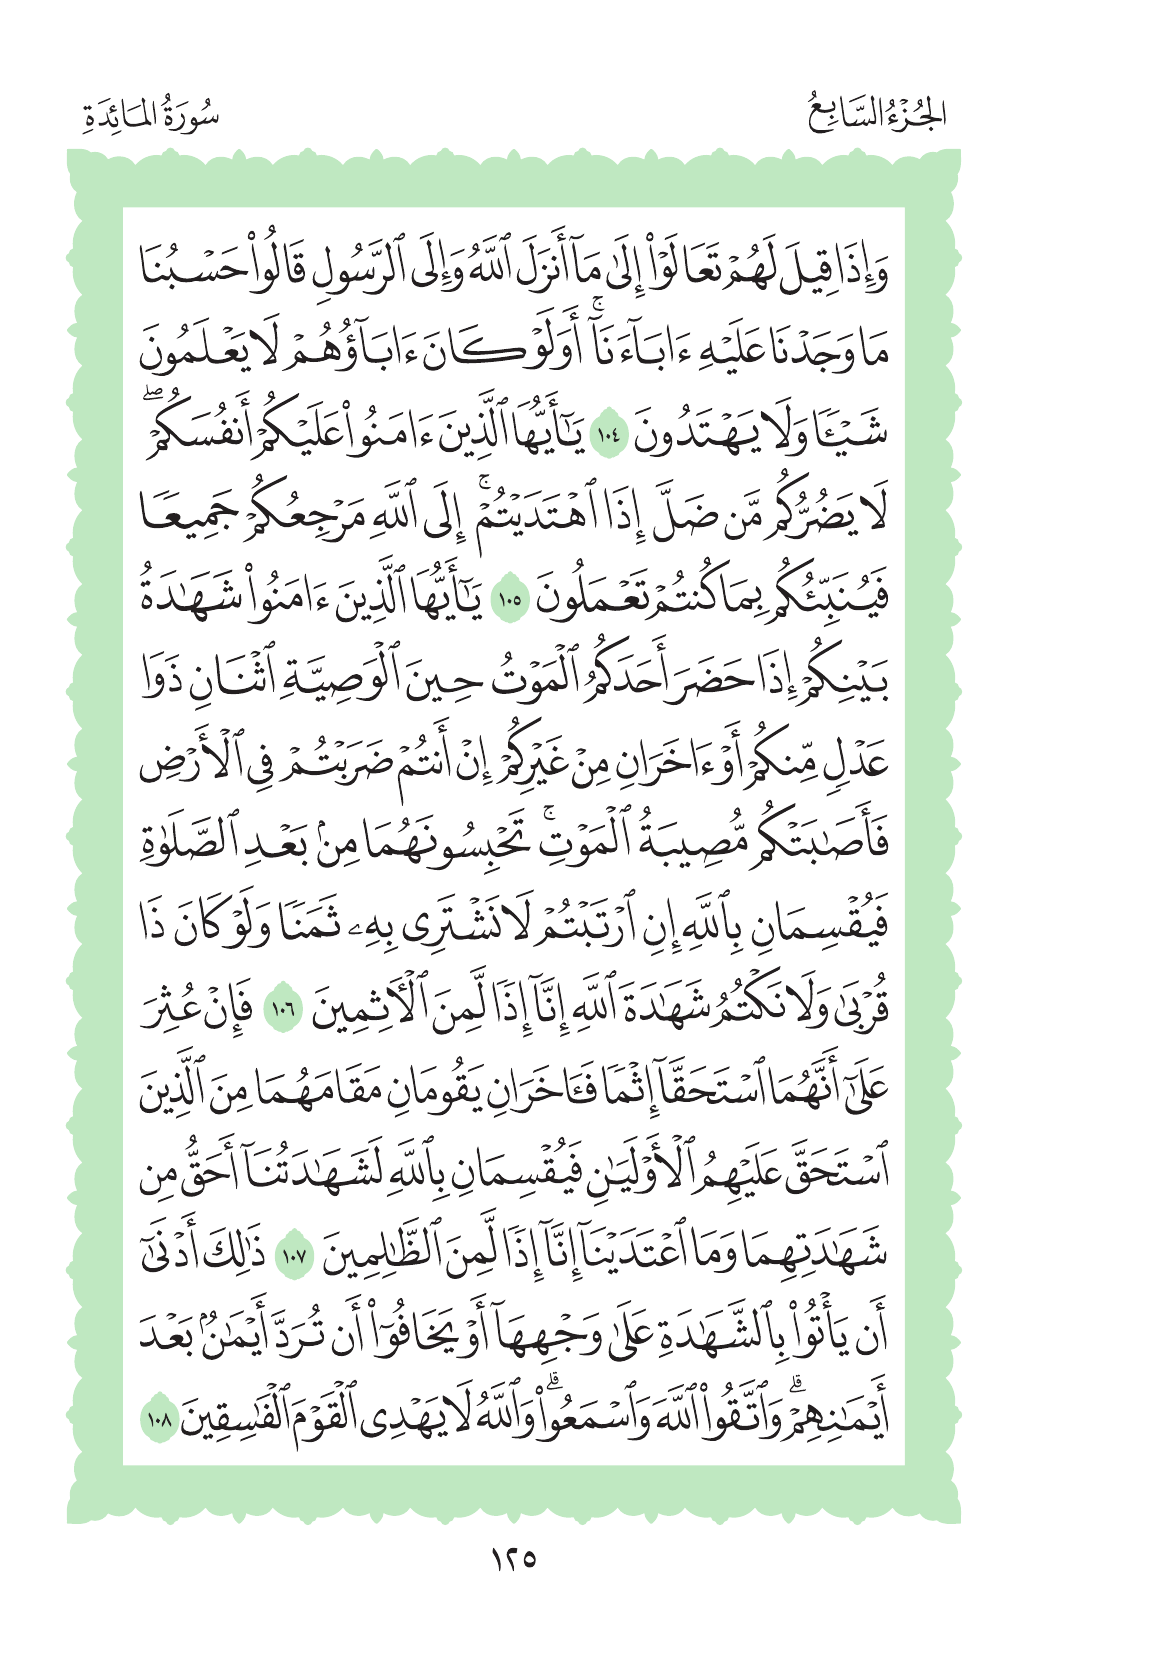 الجُزْءُ السَّابِعُ
سُورَةُ المَائِدَةِ
وَإِذَا قِيلَ لَهُمۡ تَعَالَوۡاْ إِلَىٰ مَآ أَنزَلَ ٱللَّهُ وَإِلَى ٱلرَّسُولِ قَالُواْ حَسۡبُنَا
مَا وَجَدۡنَا عَلَيۡهِ ءَابَآءَنَآۚ أَوَلَوۡ كَانَ ءَابَآؤُهُمۡ لَا يَعۡلَمُونَ
شَيۡـٔٗا وَلَا يَهۡتَدُونَ ١٠٤ يَـٰٓأَيُّهَا ٱلَّذِينَ ءَامَنُواْ عَلَيۡكُمۡ أَنفُسَكُمۡۖ
لَا يَضُرُّكُم مَّن ضَلَّ إِذَا ٱهۡتَدَيۡتُمۡۚ إِلَى ٱللَّهِ مَرۡجِعُكُمۡ جَمِيعٗا
فَيُنَبِّئُكُم بِمَا كُنتُمۡ تَعۡمَلُونَ ١٠٥ يَـٰٓأَيُّهَا ٱلَّذِينَ ءَامَنُواْ شَهَٰدَةُ
بَيۡنِكُمۡ إِذَا حَضَرَ أَحَدَكُمُ ٱلۡمَوۡتُ حِينَ ٱلۡوَصِيَّةِ ٱثۡنَانِ ذَوَا
عَدۡلٖ مِّنكُمۡ أَوۡ ءَاخَرَانِ مِنۡ غَيۡرِكُمۡ إِنۡ أَنتُمۡ ضَرَبۡتُمۡ فِي ٱلۡأَرۡضِ
فَأَصَٰبَتۡكُم مُّصِيبَةُ ٱلۡمَوۡتِۚ تَحۡبِسُونَهُمَا مِنۢ بَعۡدِ ٱلصَّلَوٰةِ
فَيُقۡسِمَانِ بِٱللَّهِ إِنِ ٱرۡتَبۡتُمۡ لَا نَشۡتَرِي بِهِۦ ثَمَنٗا وَلَوۡ كَانَ ذَا
قُرۡبَىٰ وَلَا نَكۡتُمُ شَهَٰدَةَ ٱللَّهِ إِنَّآ إِذٗا لَّمِنَ ٱلۡأٓثِمِينَ ١٠٦ فَإِنۡ عُثِرَ
عَلَىٰٓ أَنَّهُمَا ٱسۡتَحَقَّآ إِثۡمٗا فَـَٔاخَرَانِ يَقُومَانِ مَقَامَهُمَا مِنَ ٱلَّذِينَ
ٱسۡتَحَقَّ عَلَيۡهِمُ ٱلۡأَوۡلَيَٰنِ فَيُقۡسِمَانِ بِٱللَّهِ لَشَهَٰدَتُنَآ أَحَقُّ مِن
شَهَٰدَتِهِمَا وَمَا ٱعۡتَدَيۡنَآ إِنَّآ إِذٗا لَّمِنَ ٱلظَّٰلِمِينَ ١٠٧ ذَٰلِكَ أَدۡنَىٰٓ
أَن يَأۡتُواْ بِٱلشَّهَٰدَةِ عَلَىٰ وَجۡهِهَآ أَوۡ يَخَافُوٓاْ أَن تُرَدَّ أَيۡمَٰنُۢ بَعۡدَ
أَيۡمَٰنِهِمۡۗ وَٱتَّقُواْ ٱللَّهَ وَٱسۡمَعُواْۗ وَٱللَّهُ لَا يَهۡدِي ٱلۡقَوۡمَ ٱلۡفَٰسِقِينَ ١٠٨
١٢٥